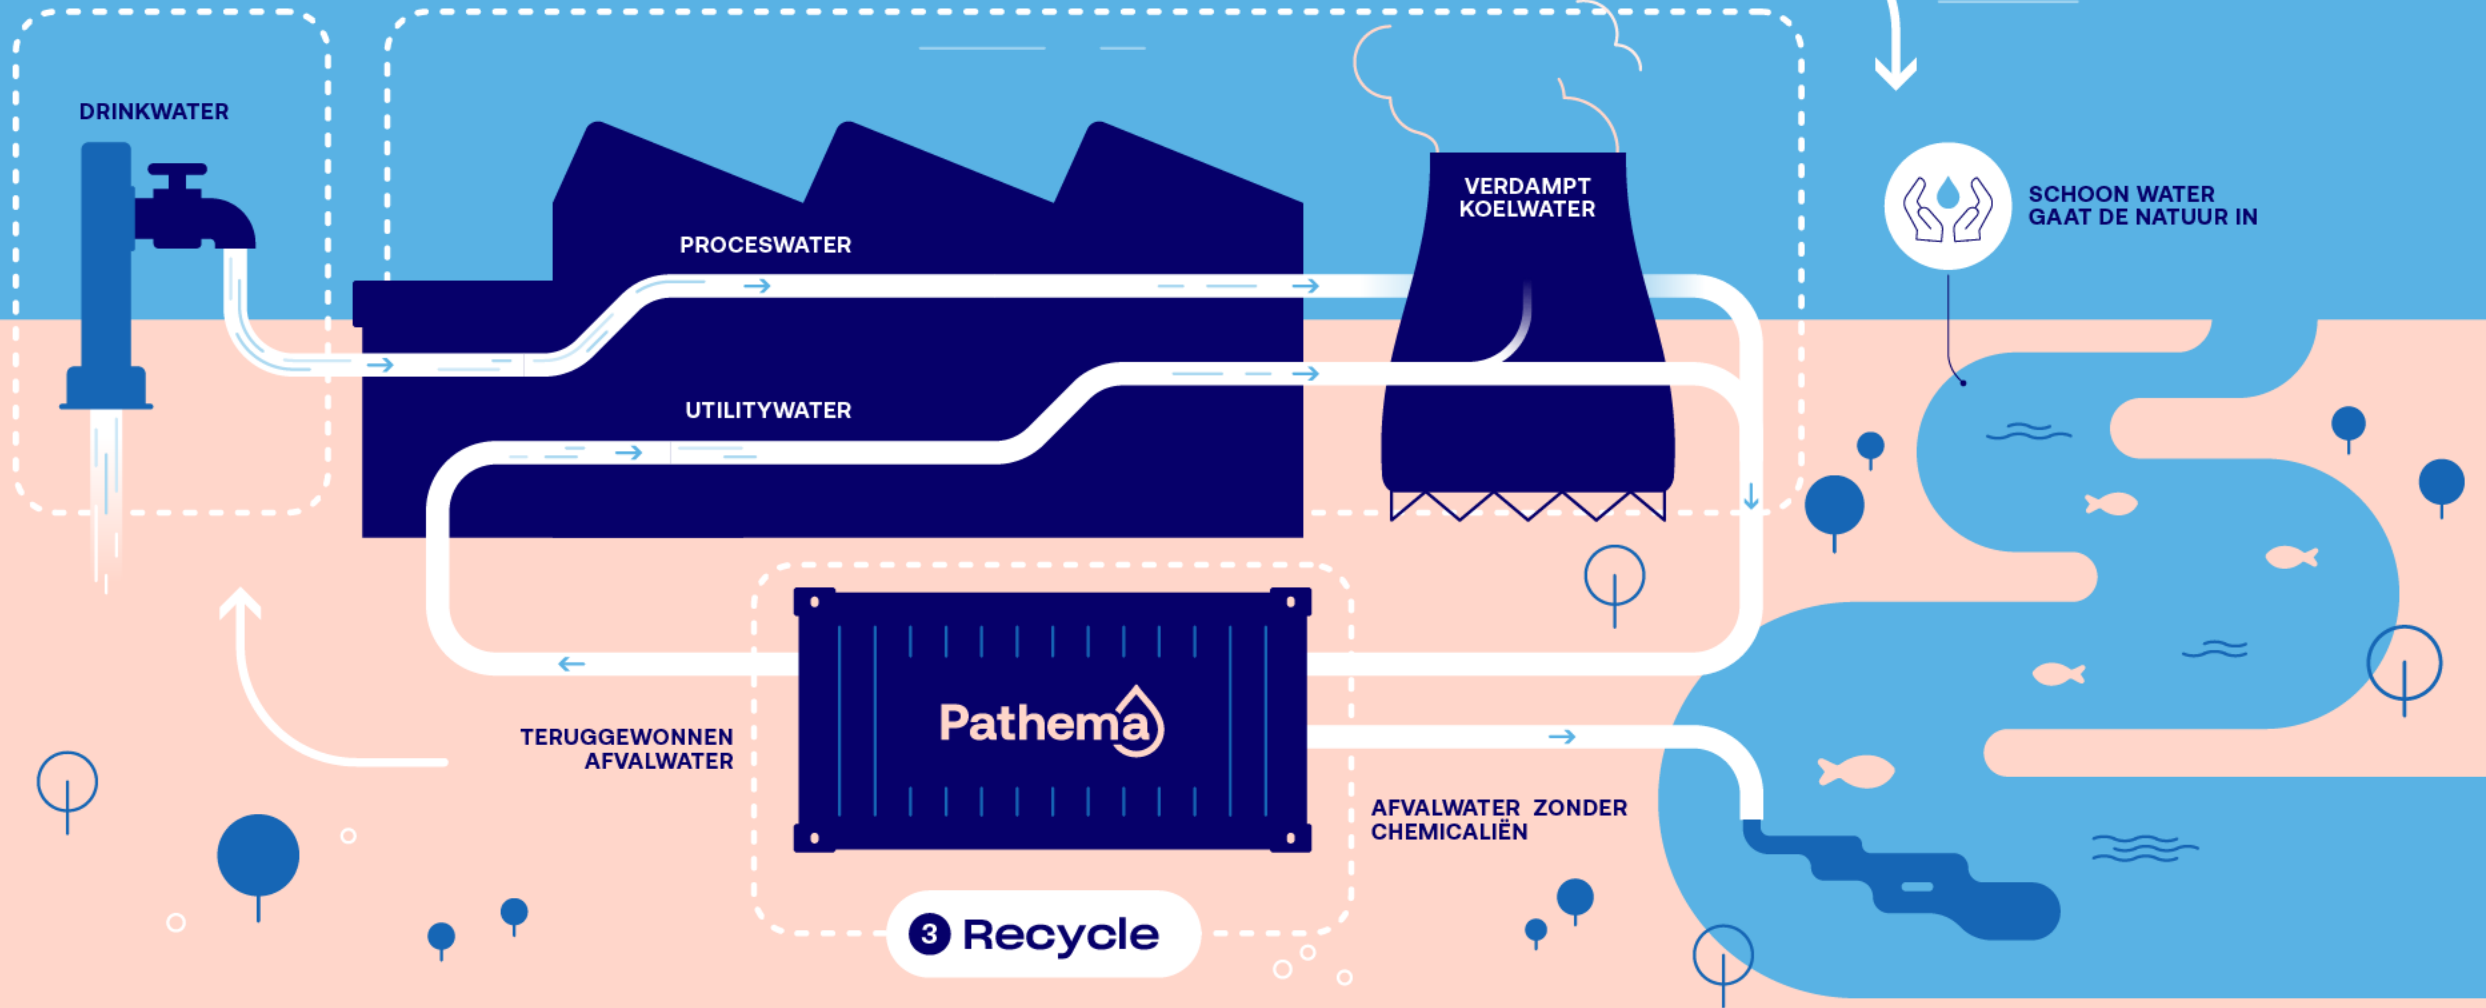 DRINKWATER
PROCESWATER
UTILITYWATER
VERDAMPT
KOELWATER
SCHOON WATER
GAAT DE NATUUR IN
TERUGGEWONNEN
AFVALWATER
Pathema
AFVALWATER ZONDER
CHEMICALIËN
3 Recycle